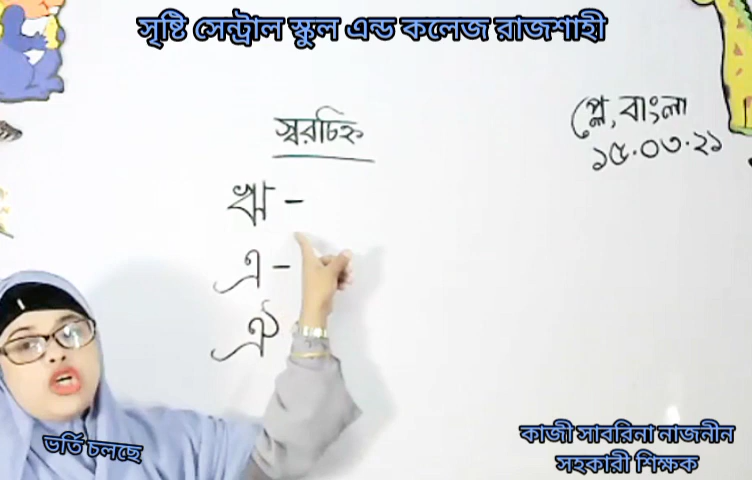 সৃষ্টি সেন্ট্রাল স্কুল এন্ড কলেজ রাজশাহী
প্লে, বাংলা
১৫.০৩.২১
স্বরচিহ্ন
ঋ -
এ -
ঐ
ভর্তি চলছে
কাজী সাবরিনা নাজনীন
সহকারী শিক্ষক